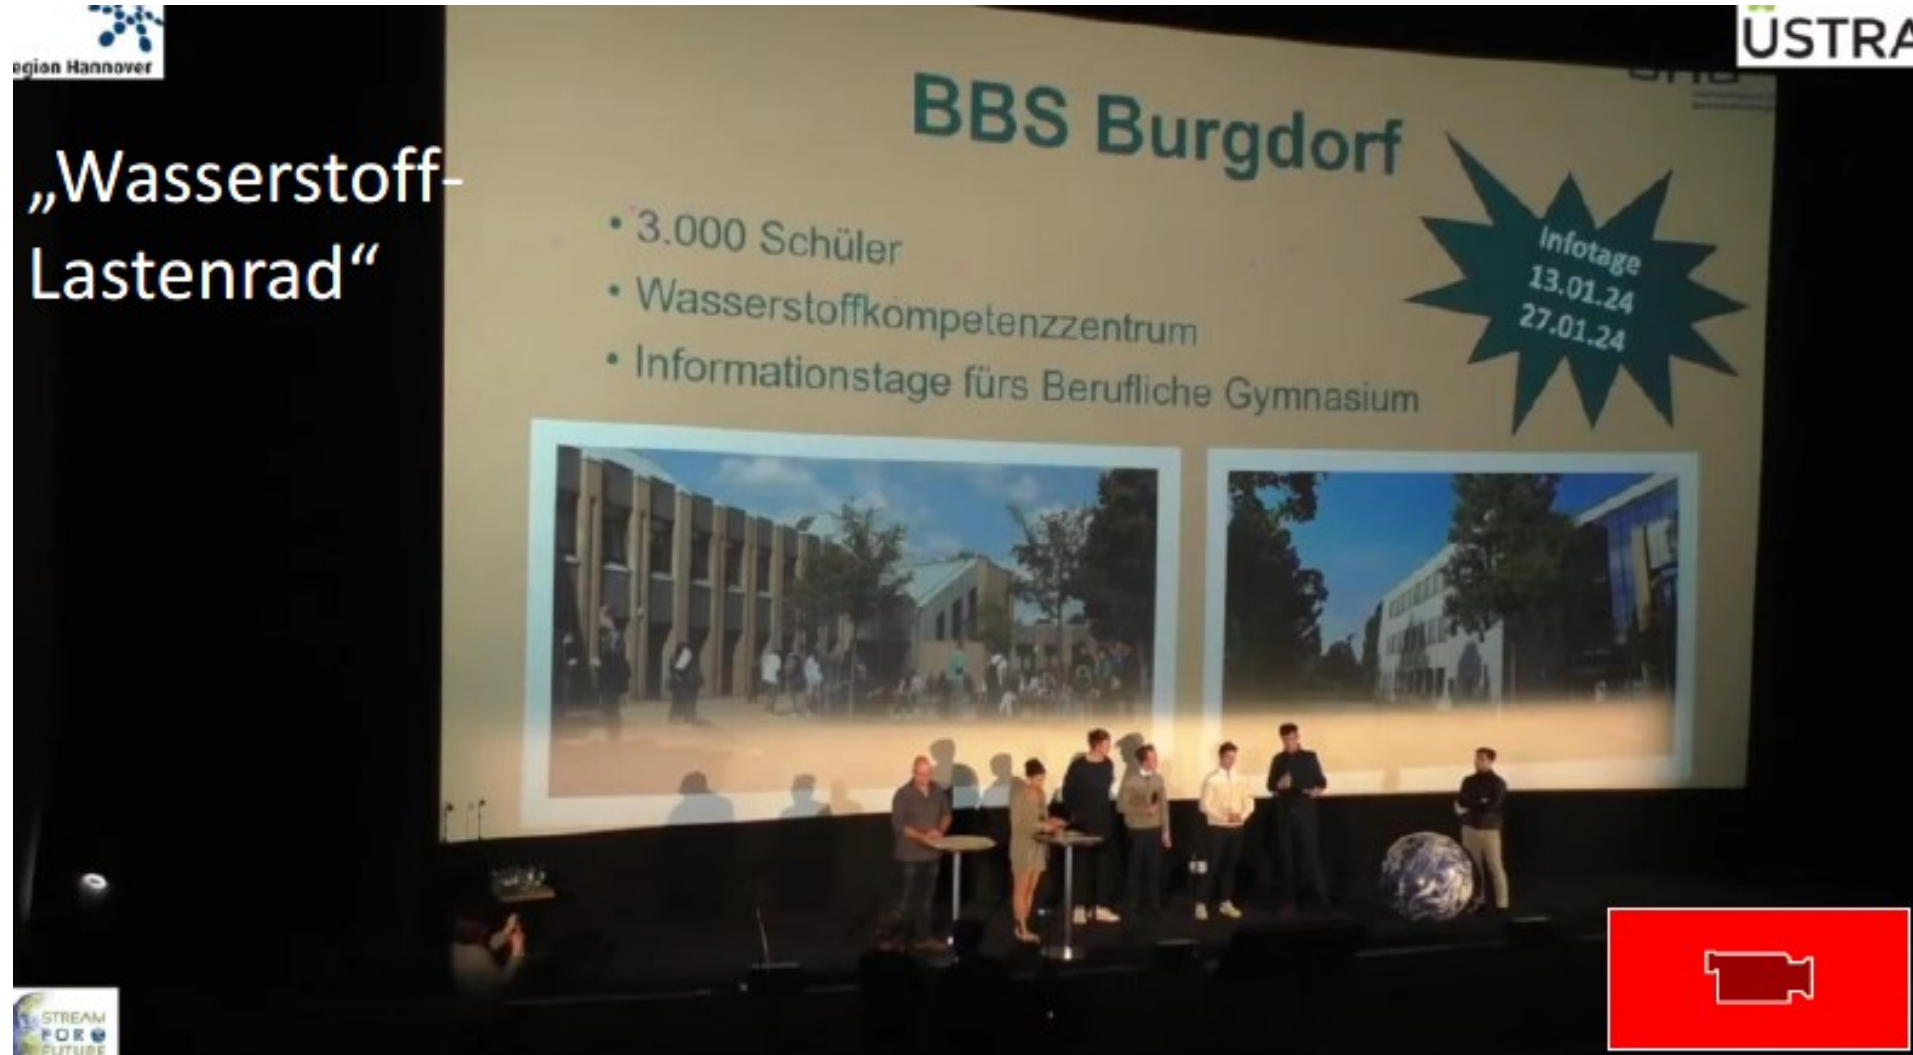 egion Hannover
ÜSTRA
„Wasserstoff-
Lastenrad“
BBS Burgdorf
• 3.000 Schüler
• Wasserstoffkompetenzzentrum
• Informationstage fürs Berufliche Gymnasium
Infotage
13.01.24
27.01.24
STREAM
FOR
FUTURE